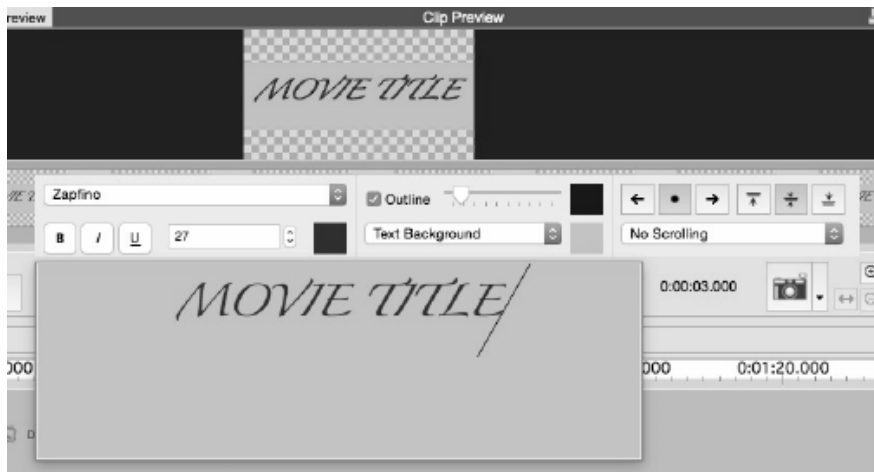 review
Clip Preview
MOVIE TITLE
Zapfino
Outline
B I U 27
Text Background
No Scrolling
MOVIE TITLE
0:00:03.000
000
000 0:01:20.000
D